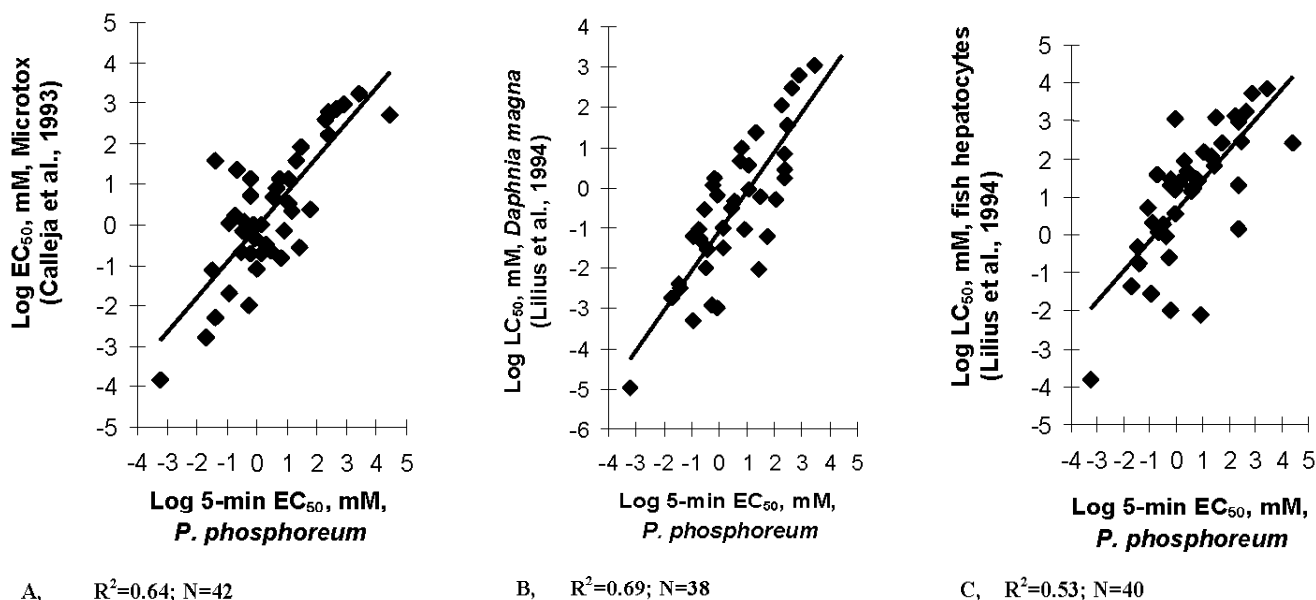 Log EC50, mM, Microtox
(Calleja et al., 1993)
5
4
3
2
1
0
-1
-2
-3
-4
-5
-4 -3 -2 -1 0 1 2 3 4 5
Log 5-min EC50, mM,
P. phosphoreum
A, R²=0.64; N=42
Log LC50, mM, Daphnia magna
(Lilius et al., 1994)
4
3
2
1
0
-1
-2
-3
-4
-5
-6
-4 -3 -2 -1 0 1 2 3 4 5
Log 5-min EC50, mM,
P. phosphoreum
B, R²=0.69; N=38
Log LC50, mM, fish hepatocytes
(Lilius et al., 1994)
5
4
3
2
1
0
-1
-2
-3
-4
-5
-4 -3 -2 -1 0 1 2 3 4 5
Log 5-min EC50, mM,
P. phosphoreum
C, R²=0.53; N=40